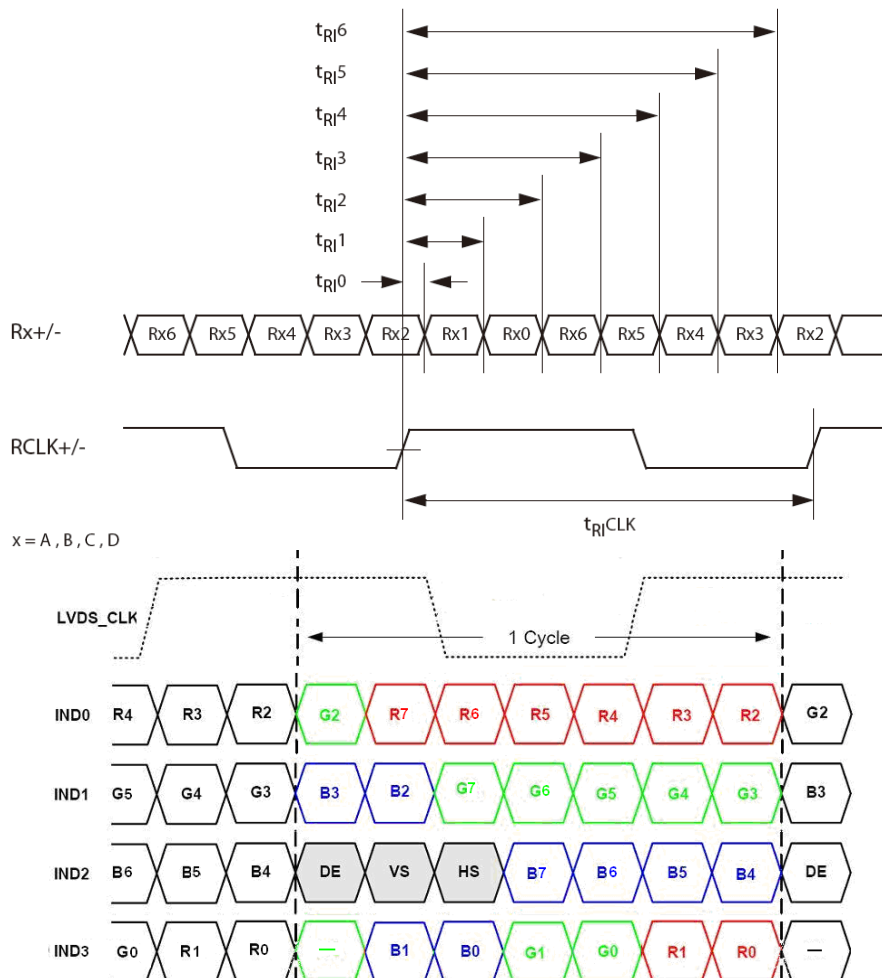 tRI6
tRI5
tRI4
tRI3
tRI2
tRI1
tRI0
Rx+/- Rx6 Rx5 Rx4 Rx3 Rx2 Rx1 Rx0 Rx6 Rx5 Rx4 Rx3 Rx2
RCLK+/-
tRICLK
x = A , B , C , D
LVDS_CLK
1 Cycle
IND0 R4 R3 R2 G2 R7 R6 R5 R4 R3 R2 G2
IND1 G5 G4 G3 B3 B2 G7 G6 G5 G4 G3 B3
IND2 B6 B5 B4 DE VS HS B7 B6 B5 B4 DE
IND3 G0 R1 R0 — B1 B0 G1 G0 R1 R0 —